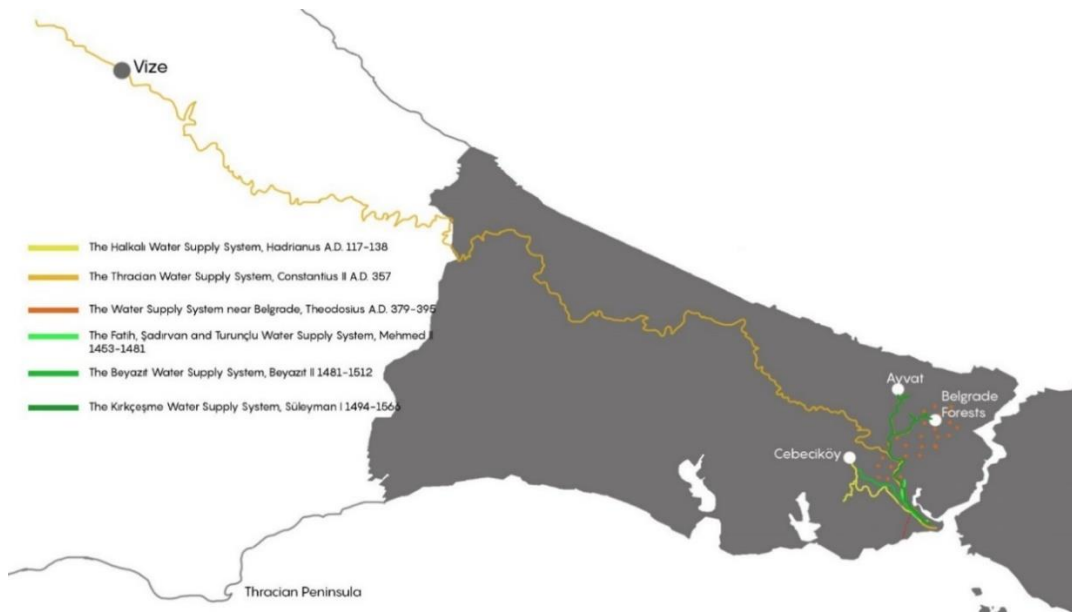 Vize
The Halkalı Water Supply System, Hadrianus A.D. 117-138
The Thracian Water Supply System, Constantius II A.D. 357
The Water Supply System near Belgrade, Theodosius A.D. 379-395
The Fatih, Şadırvan and Turunçlu Water Supply System, Mehmed II
1453-1481
The Beyazıt Water Supply System, Beyazıt II 1481-1512
The Kırkçeşme Water Supply System, Süleyman I 1494-1566
Ayvat
Belgrade
Forests
Cebeciköy
Thracian Peninsula